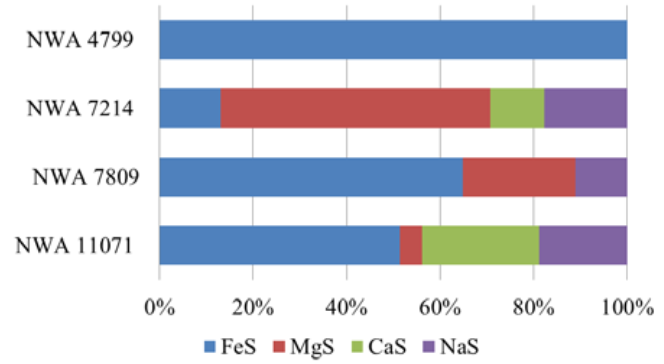 NWA 4799
NWA 7214
NWA 7809
NWA 11071
0% 20% 40% 60% 80% 100%
FeS MgS CaS NaS